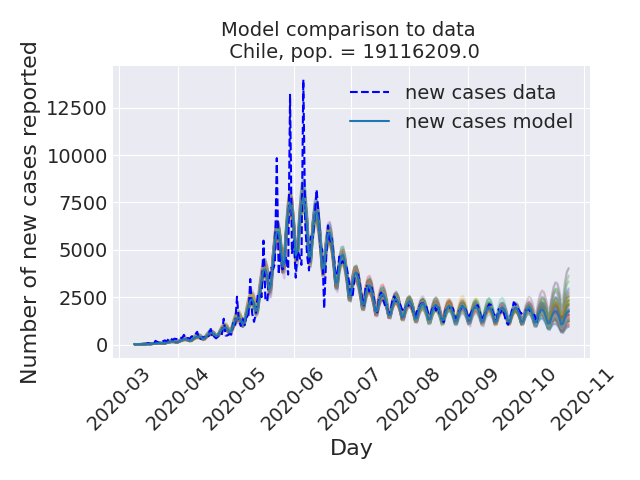 Model comparison to data
Chile, pop. = 19116209.0
Number of new cases reported
12500
10000
7500
5000
2500
0
new cases data
new cases model
2020-03
2020-04
2020-05
2020-06
2020-07
2020-08
2020-09
2020-10
2020-11
Day